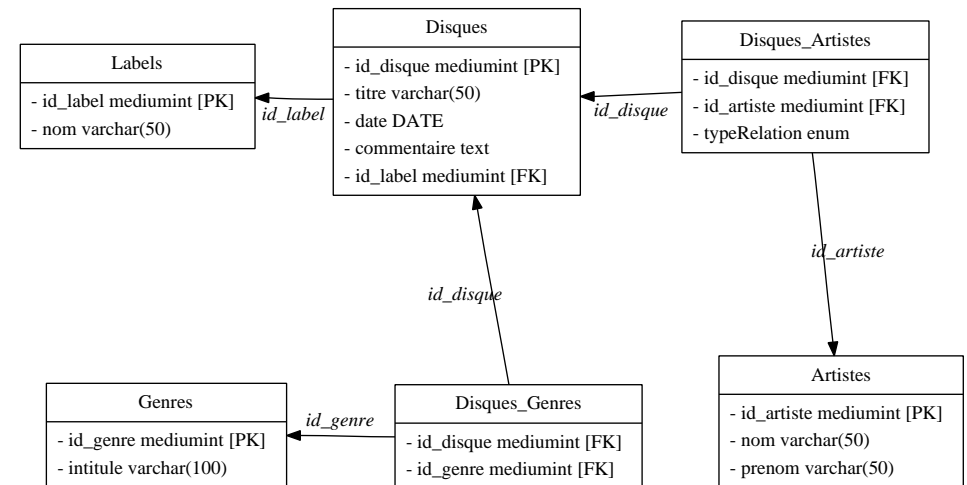 Labels
- id_label mediumint [PK]
- nom varchar(50)
id_label
Disques
- id_disque mediumint [PK]
- titre varchar(50)
- date DATE
- commentaire text
- id_label mediumint [FK]
id_disque
Disques_Artistes
- id_disque mediumint [FK]
- id_artiste mediumint [FK]
- typeRelation enum
id_artiste
id_disque
Genres
- id_genre mediumint [PK]
- intitule varchar(100)
id_genre
Disques_Genres
- id_disque mediumint [FK]
- id_genre mediumint [FK]
Artistes
- id_artiste mediumint [PK]
- nom varchar(50)
- prenom varchar(50)